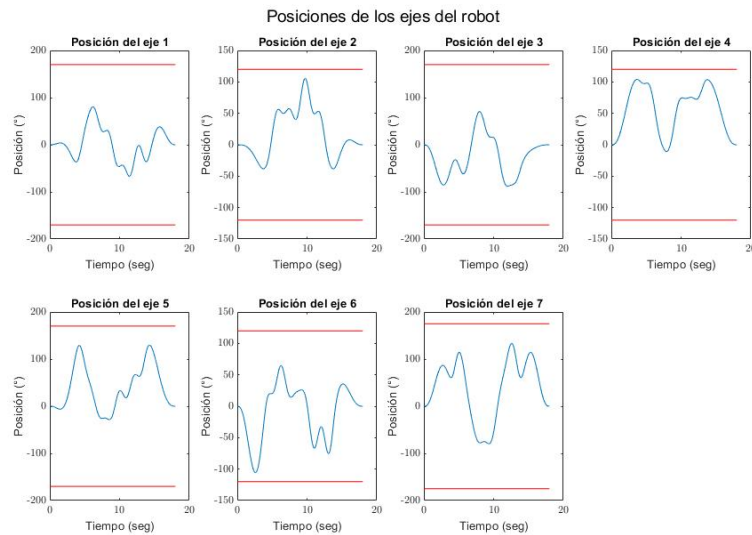 Posiciones de los ejes del robot
Posición del eje 1
Posición (°)
200
100
0
-100
-200
0 10 20
Tiempo (seg)
Posición del eje 2
Posición (°)
150
100
50
0
-50
-100
-150
0 10 20
Tiempo (seg)
Posición del eje 3
Posición (°)
200
100
0
-100
-200
0 10 20
Tiempo (seg)
Posición del eje 4
Posición (°)
150
100
50
0
-50
-100
-150
0 10 20
Tiempo (seg)
Posición del eje 5
Posición (°)
200
100
0
-100
-200
0 10 20
Tiempo (seg)
Posición del eje 6
Posición (°)
150
100
50
0
-50
-100
-150
0 10 20
Tiempo (seg)
Posición del eje 7
Posición (°)
200
100
0
-100
-200
0 10 20
Tiempo (seg)